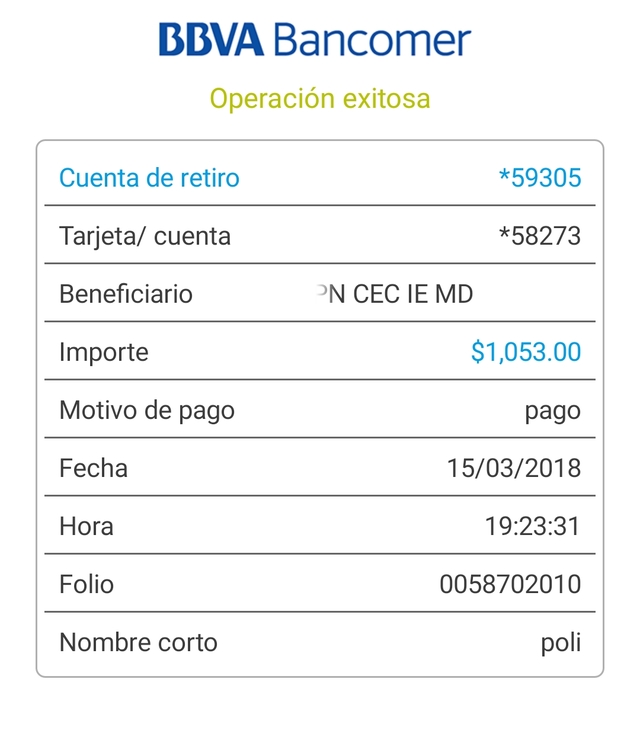 BBVA Bancomer
Operación exitosa
Cuenta de retiro *59305
Tarjeta/ cuenta *58273
Beneficiario CEC IE MD
Importe $1,053.00
Motivo de pago pago
Fecha 15/03/2018
Hora 19:23:31
Folio 0058702010
Nombre corto poli